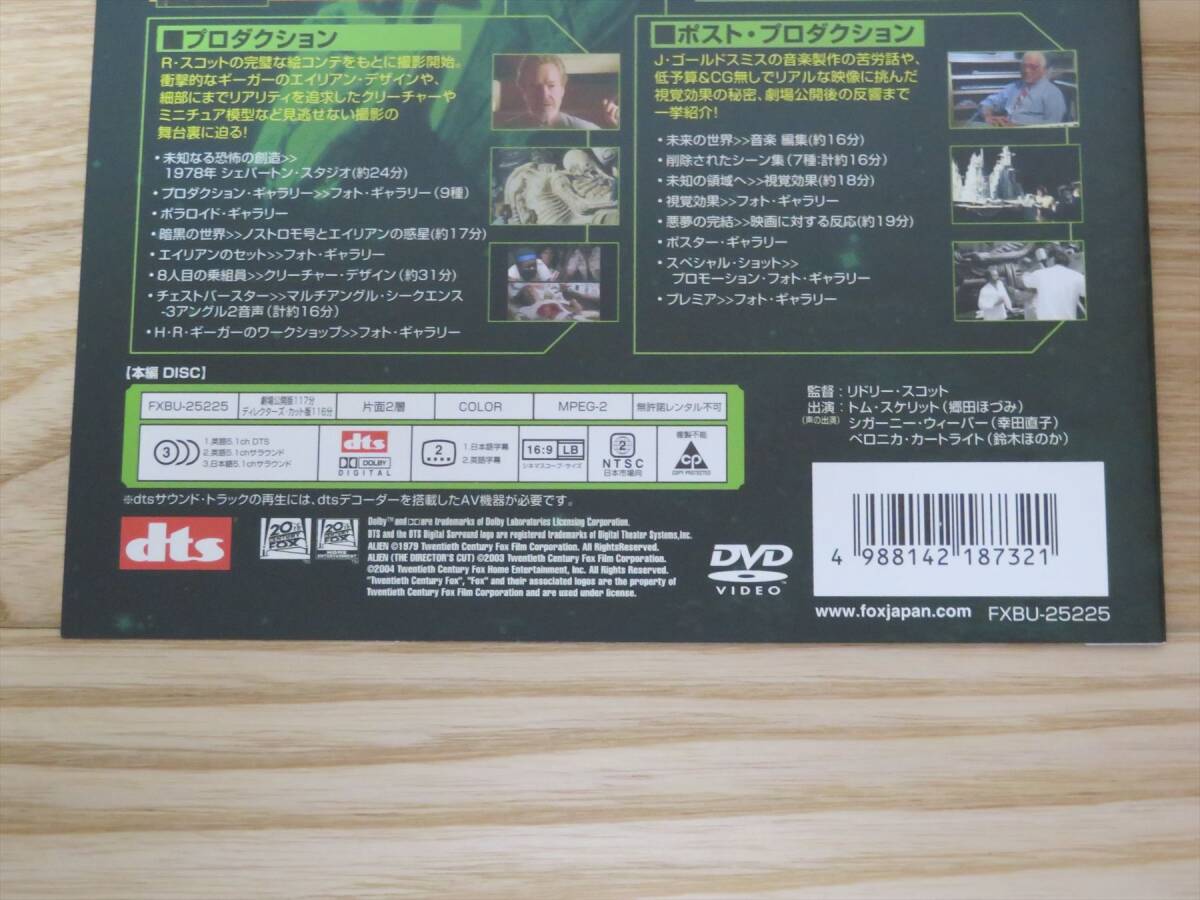 ■プロダクション
R・スコットの完璧な絵コンテをもとに撮影開始。
衝撃的なギーガーのエイリアン・デザインや、
細部にまでリアリティを追求したクリーチャーや
ミニチュア模型など見逃せない撮影の
舞台裏に迫る!
・未知なる恐怖の創造>>
1978年 シェパートン・スタジオ(約24分)
・プロダクション・ギャラリー>>フォト・ギャラリー(9種)
・ポラロイド・ギャラリー
・暗黒の世界>>ノストロモ号とエイリアンの惑星(約17分)
・エイリアンのセット>>フォト・ギャラリー
・8人目の乗組員>>クリーチャー・デザイン(約31分)
・チェストバースター>>マルチアングル・シークエンス
-3アングル2音声(計約16分)
・H・R・ギーガーのワークショップ>>フォト・ギャラリー
■ポスト・プロダクション
J・ゴールドスミスの音楽製作の苦労話や、
低予算&CG無しでリアルな映像に挑んだ
視覚効果の秘密、劇場公開後の反響まで
一挙紹介!
・未来の世界>>音楽 編集(約16分)
・削除されたシーン集(7種:計約16分)
・未知の領域へ>>視覚効果(約18分)
・視覚効果>>フォト・ギャラリー
・悪夢の完結>>映画に対する反応(約19分)
・ポスター・ギャラリー
・スペシャル・ショット>>
プロモーション・フォト・ギャラリー
・プレミア>>フォト・ギャラリー
【本編 DISC】
FXBU-25225 劇場公開版117分 片面2層 COLOR MPEG-2 無許諾レンタル不可
ディレクターズ・カット版116分
3 1.英語5.1ch DTS
2.英語5.1chサラウンド
3.日本語5.1chサラウンド
dts
DOLBY
DIGITAL
2 1.日本語字幕
2.英語字幕
16:9 LB
シネマスコープ・サイズ
2
NTSC
日本市場向
複製不能
CP
COPY PROTECTED
※dtsサウンド・トラックの再生には、dtsデコーダーを搭載したAV機器が必要です。
監督:リドリー・スコット
出演:トム・スケリット(郷田ほづみ)
(声の出演) シガーニー・ウィーバー(幸田直子)
ベロニカ・カートライト(鈴木ほのか)
dts
20th CENTURY FOX
20th CENTURY FOX
HOME ENTERTAINMENT
Dolby™ and are trademarks of Dolby Laboratories Licensing Corporation.
DTS and the DTS Digital Surround logo are registered trademarks of Digital Theater Systems,Inc.
ALIEN ©1979 Twentieth Century Fox Film Corporation. All RightsReserved.
ALIEN (THE DIRECTOR'S CUT) ©2003 Twentieth Century Fox Film Corporation.
©2004 Twentieth Century Fox Home Entertainment, Inc. All Rights Reserved.
"Twentieth Century Fox", "Fox" and their associated logos are the property of
Twentieth Century Fox Film Corporation and are used under license.
DVD
VIDEO™
4 988142 187321
www.foxjapan.com FXBU-25225